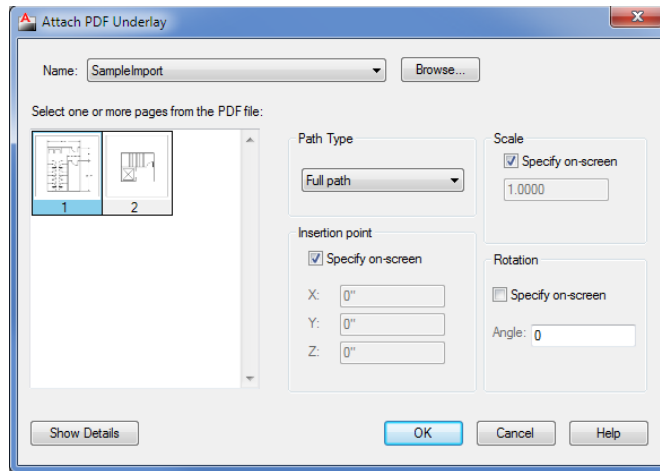 Attach PDF Underlay
Name: SampleImport Browse...
Select one or more pages from the PDF file:
1 2
Path Type
Full path
Scale
Specify on-screen
1.0000
Insertion point
Specify on-screen
X: 0"
Y: 0"
Z: 0"
Rotation
Specify on-screen
Angle: 0
Show Details OK Cancel Help